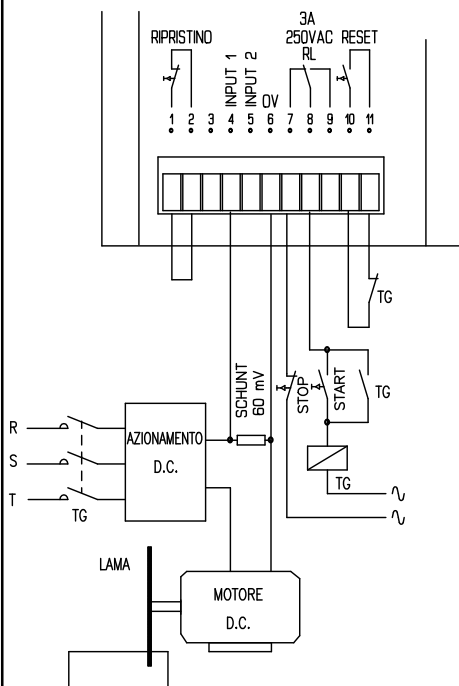 3A
RIPRISTINO 250VAC RESET
RL
INPUT 1
INPUT 2
0V
1 2 3 4 5 6 7 8 9 10 11
TG
SCHUNT
60 mV
STOP
START
TG
R
S
T
TG
AZIONAMENTO
D.C.
TG
LAMA
MOTORE
D.C.